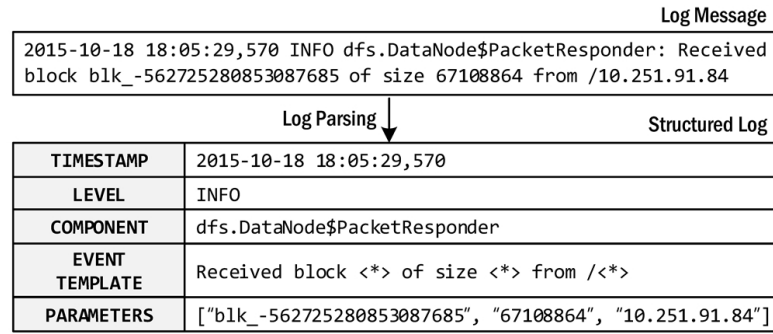 Log Message
2015-10-18 18:05:29,570 INFO dfs.DataNode$PacketResponder: Received
block blk_-562725280853087685 of size 67108864 from /10.251.91.84
Log Parsing
Structured Log
TIMESTAMP 2015-10-18 18:05:29,570
LEVEL INFO
COMPONENT dfs.DataNode$PacketResponder
EVENT
TEMPLATE Received block <*> of size <*> from /<*>
PARAMETERS ["blk_-562725280853087685", "67108864", "10.251.91.84"]